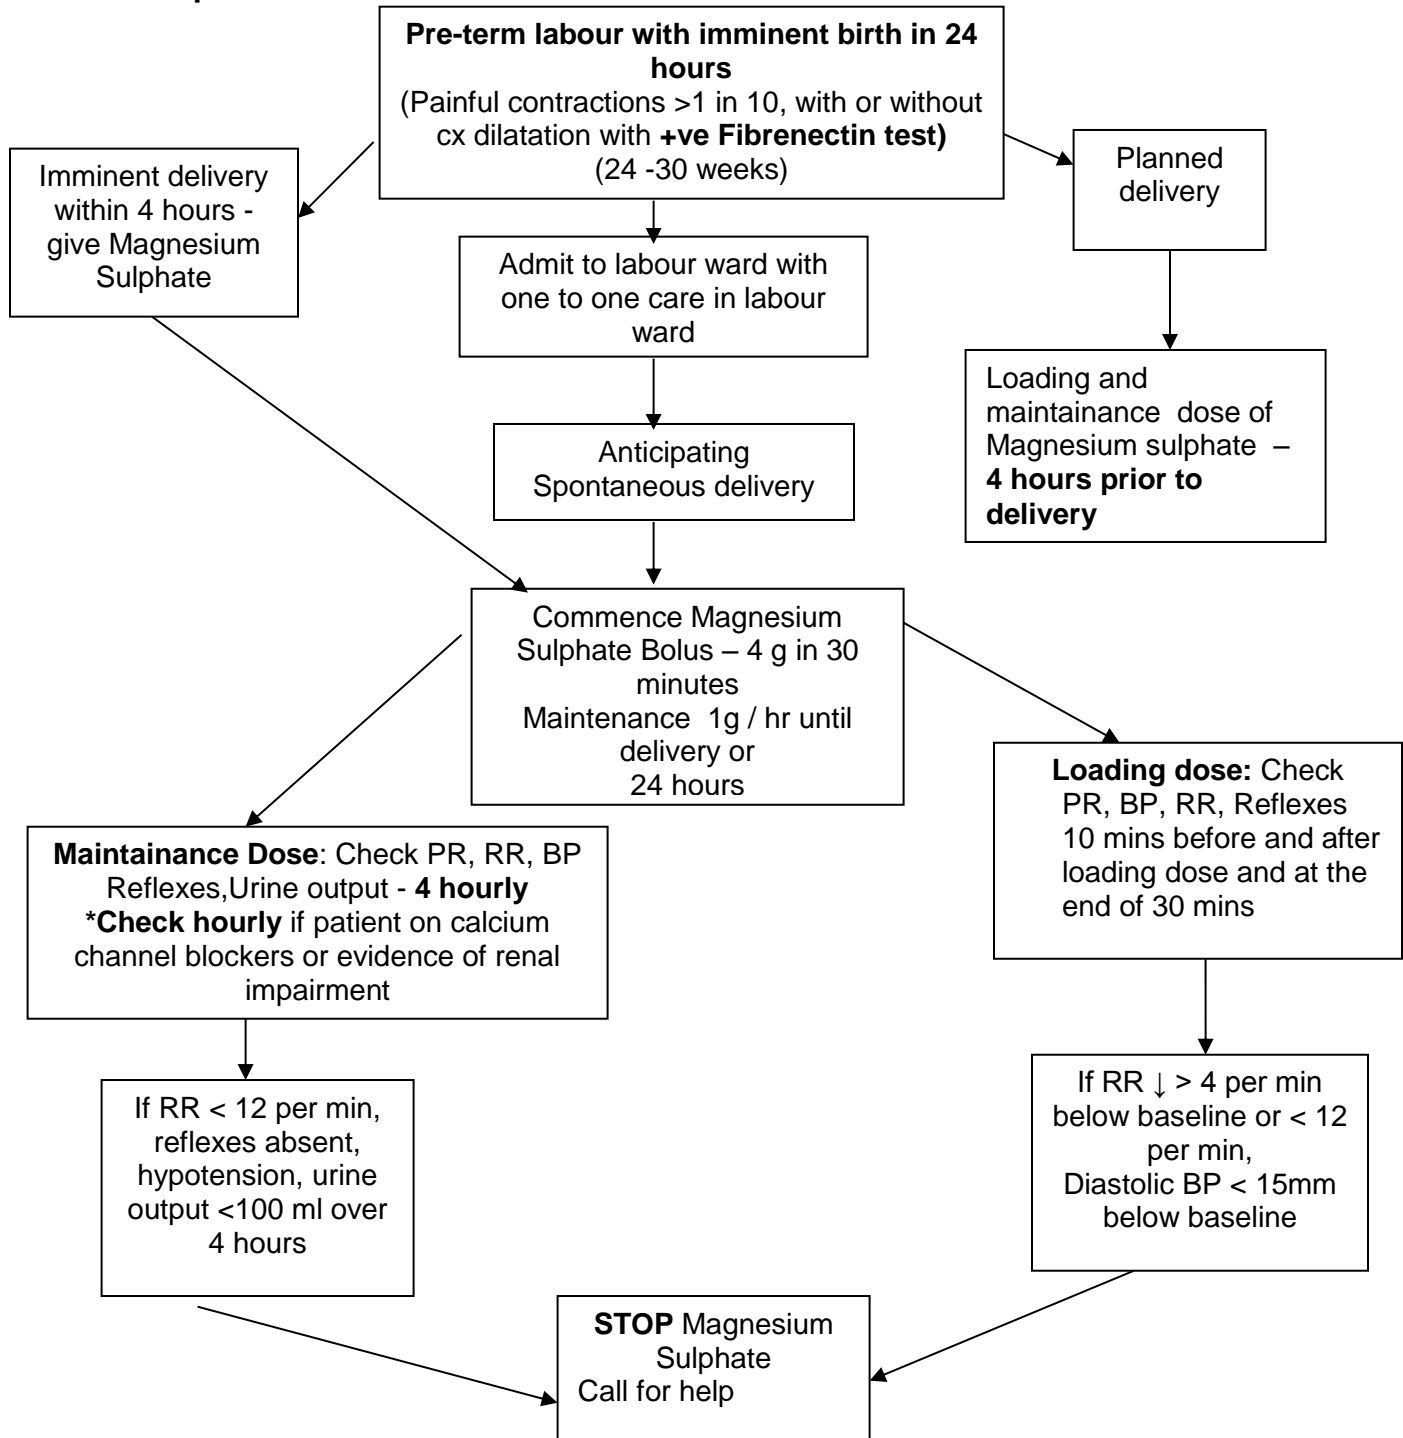 Pre-term labour with imminent birth in 24
hours
(Painful contractions >1 in 10, with or without
cx dilatation with +ve Fibrenectin test)
(24 -30 weeks)
Imminent delivery
within 4 hours -
give Magnesium
Sulphate
Planned
delivery
Admit to labour ward with
one to one care in labour
ward
Loading and
maintainance dose of
Magnesium sulphate –
4 hours prior to
delivery
Anticipating
Spontaneous delivery
Commence Magnesium
Sulphate Bolus – 4 g in 30
minutes
Maintenance 1g / hr until
delivery or
24 hours
Maintainance Dose: Check PR, RR, BP
Reflexes,Urine output - 4 hourly
*Check hourly if patient on calcium
channel blockers or evidence of renal
impairment
Loading dose: Check
PR, BP, RR, Reflexes
10 mins before and after
loading dose and at the
end of 30 mins
If RR < 12 per min,
reflexes absent,
hypotension, urine
output <100 ml over
4 hours
If RR ↓ > 4 per min
below baseline or < 12
per min,
Diastolic BP < 15mm
below baseline
STOP Magnesium
Sulphate
Call for help